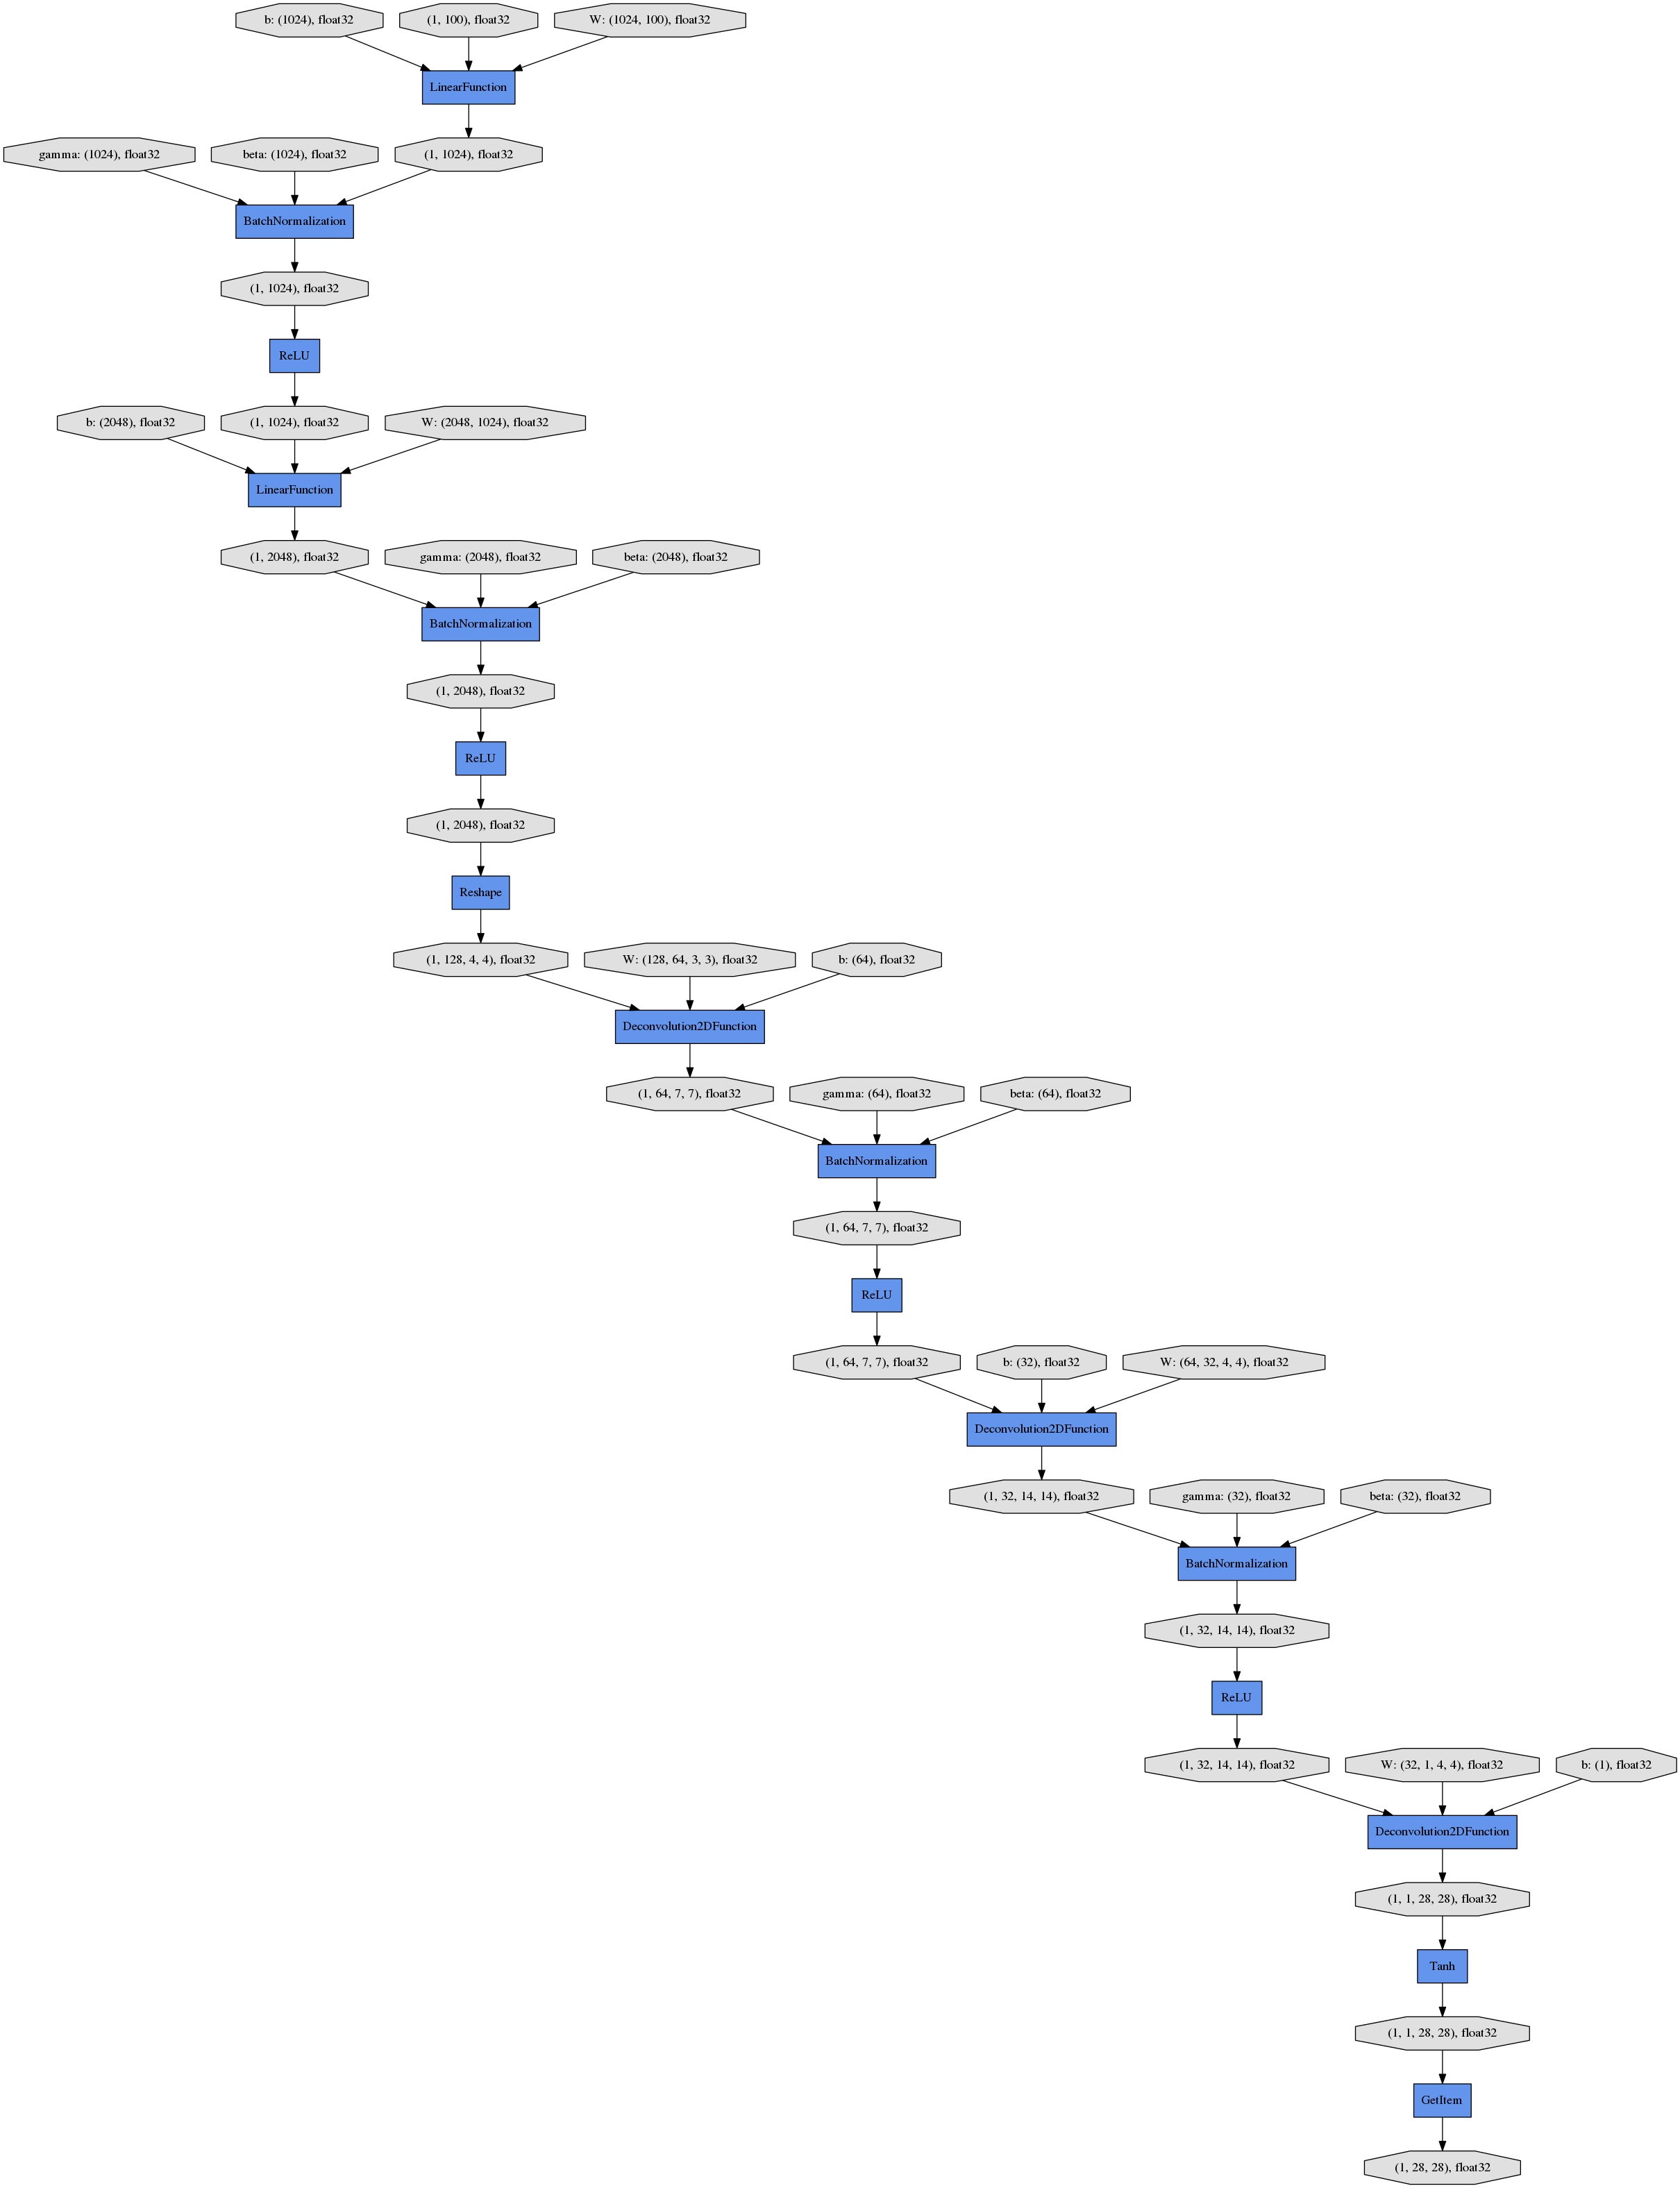 b: (1024), float32
(1, 100), float32
W: (1024, 100), float32
LinearFunction
gamma: (1024), float32
beta: (1024), float32
(1, 1024), float32
BatchNormalization
(1, 1024), float32
ReLU
b: (2048), float32
(1, 1024), float32
W: (2048, 1024), float32
LinearFunction
(1, 2048), float32
gamma: (2048), float32
beta: (2048), float32
BatchNormalization
(1, 2048), float32
ReLU
(1, 2048), float32
Reshape
(1, 128, 4, 4), float32
W: (128, 64, 3, 3), float32
b: (64), float32
Deconvolution2DFunction
(1, 64, 7, 7), float32
gamma: (64), float32
beta: (64), float32
BatchNormalization
(1, 64, 7, 7), float32
ReLU
(1, 64, 7, 7), float32
b: (32), float32
W: (64, 32, 4, 4), float32
Deconvolution2DFunction
(1, 32, 14, 14), float32
gamma: (32), float32
beta: (32), float32
BatchNormalization
(1, 32, 14, 14), float32
ReLU
(1, 32, 14, 14), float32
W: (32, 1, 4, 4), float32
b: (1), float32
Deconvolution2DFunction
(1, 1, 28, 28), float32
Tanh
(1, 1, 28, 28), float32
GetItem
(1, 28, 28), float32